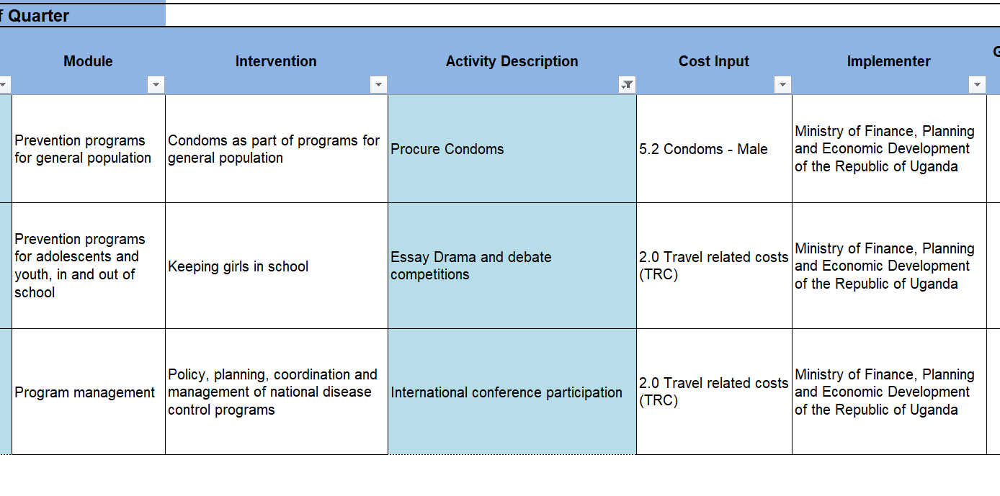 f Quarter
Module
Intervention
Activity Description
Cost Input
Implementer
G
Prevention programs
for general population
Condoms as part of programs for
general population
Procure Condoms
5.2 Condoms - Male
Ministry of Finance, Planning
and Economic Development
of the Republic of Uganda
Prevention programs
for adolescents and
youth, in and out of
school
Keeping girls in school
Essay Drama and debate
competitions
2.0 Travel related costs
(TRC)
Ministry of Finance, Planning
and Economic Development
of the Republic of Uganda
Program management
Policy, planning, coordination and
management of national disease
control programs
International conference participation
2.0 Travel related costs
(TRC)
Ministry of Finance, Planning
and Economic Development
of the Republic of Uganda